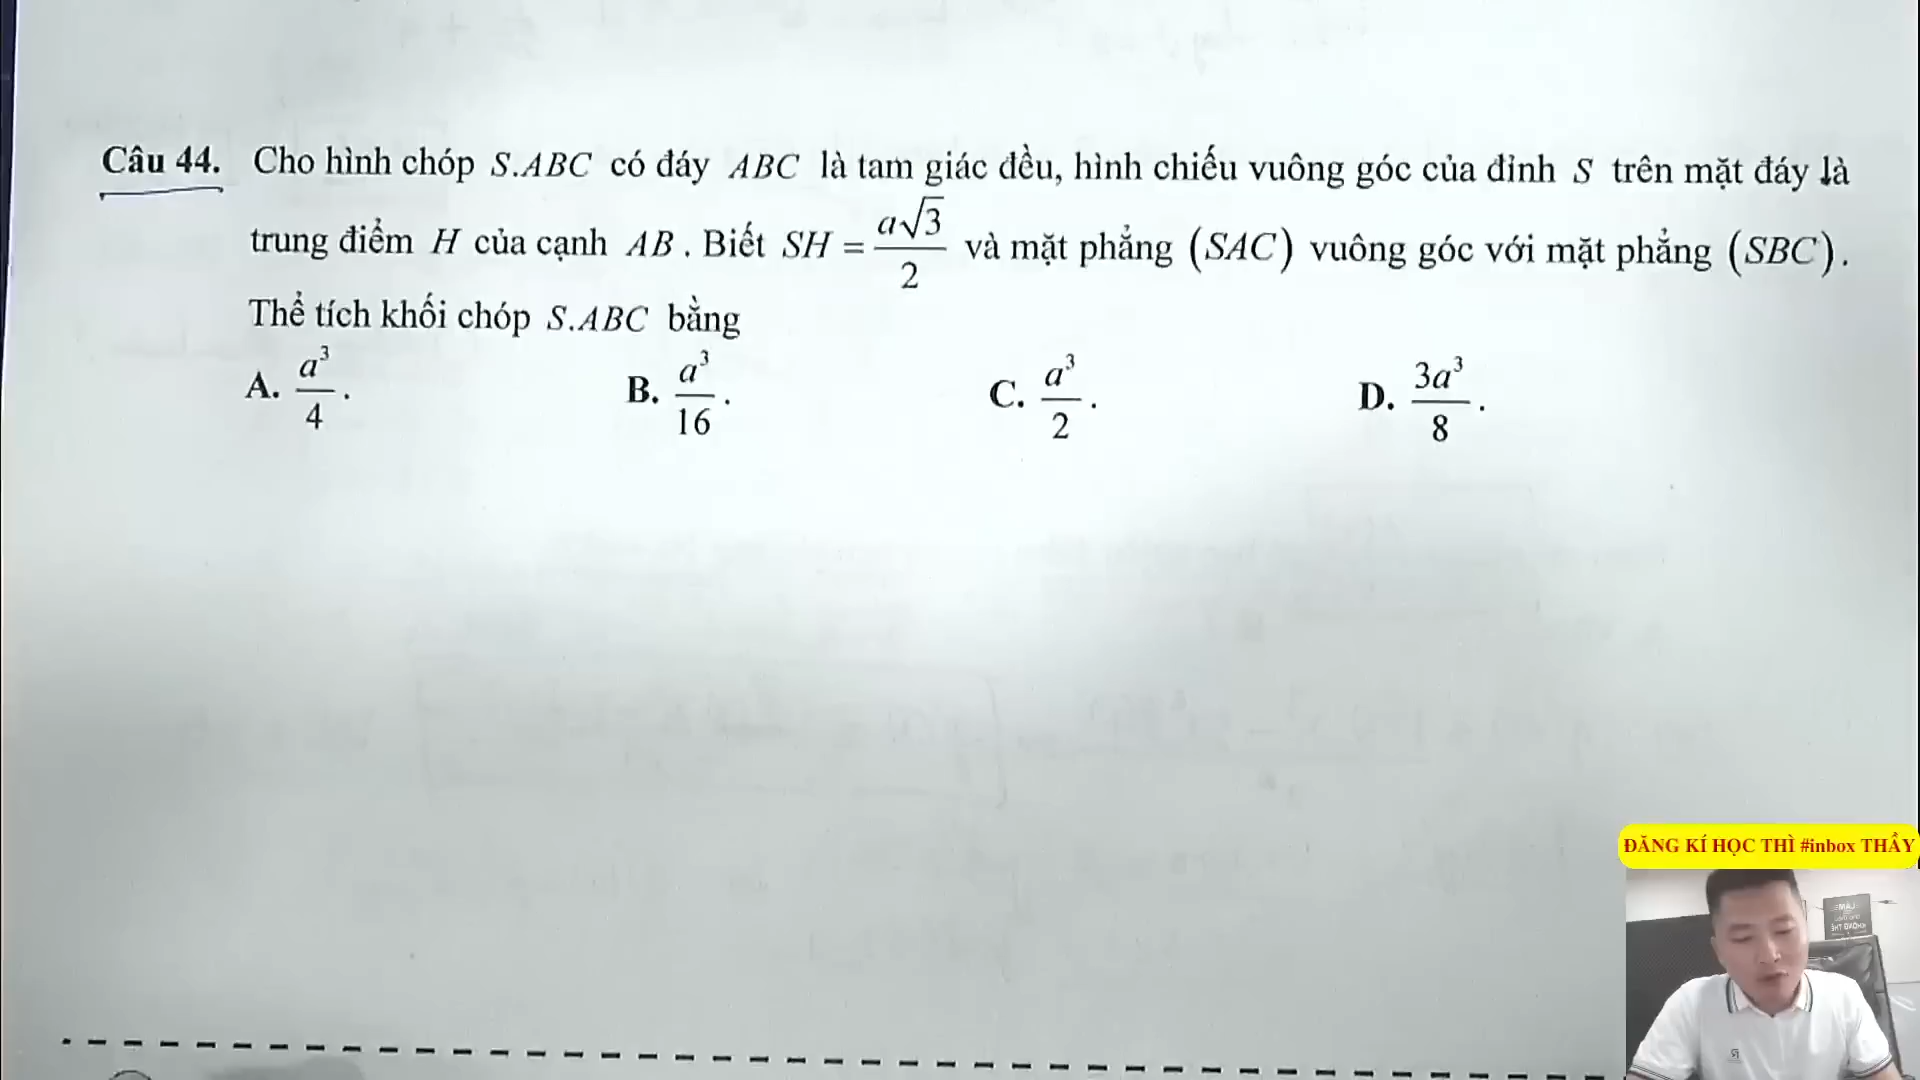 Câu 44. Cho hình chóp S.ABC có đáy ABC là tam giác đều, hình chiếu vuông góc của đỉnh S trên mặt đáy là
trung điểm H của cạnh AB. Biết SH = a√3/2 và mặt phẳng (SAC) vuông góc với mặt phẳng (SBC).
Thể tích khối chóp S.ABC bằng
A. a³/4. B. a³/16. C. a³/2. D. 3a³/8.
ĐĂNG KÍ HỌC THÌ #inbox THẦY